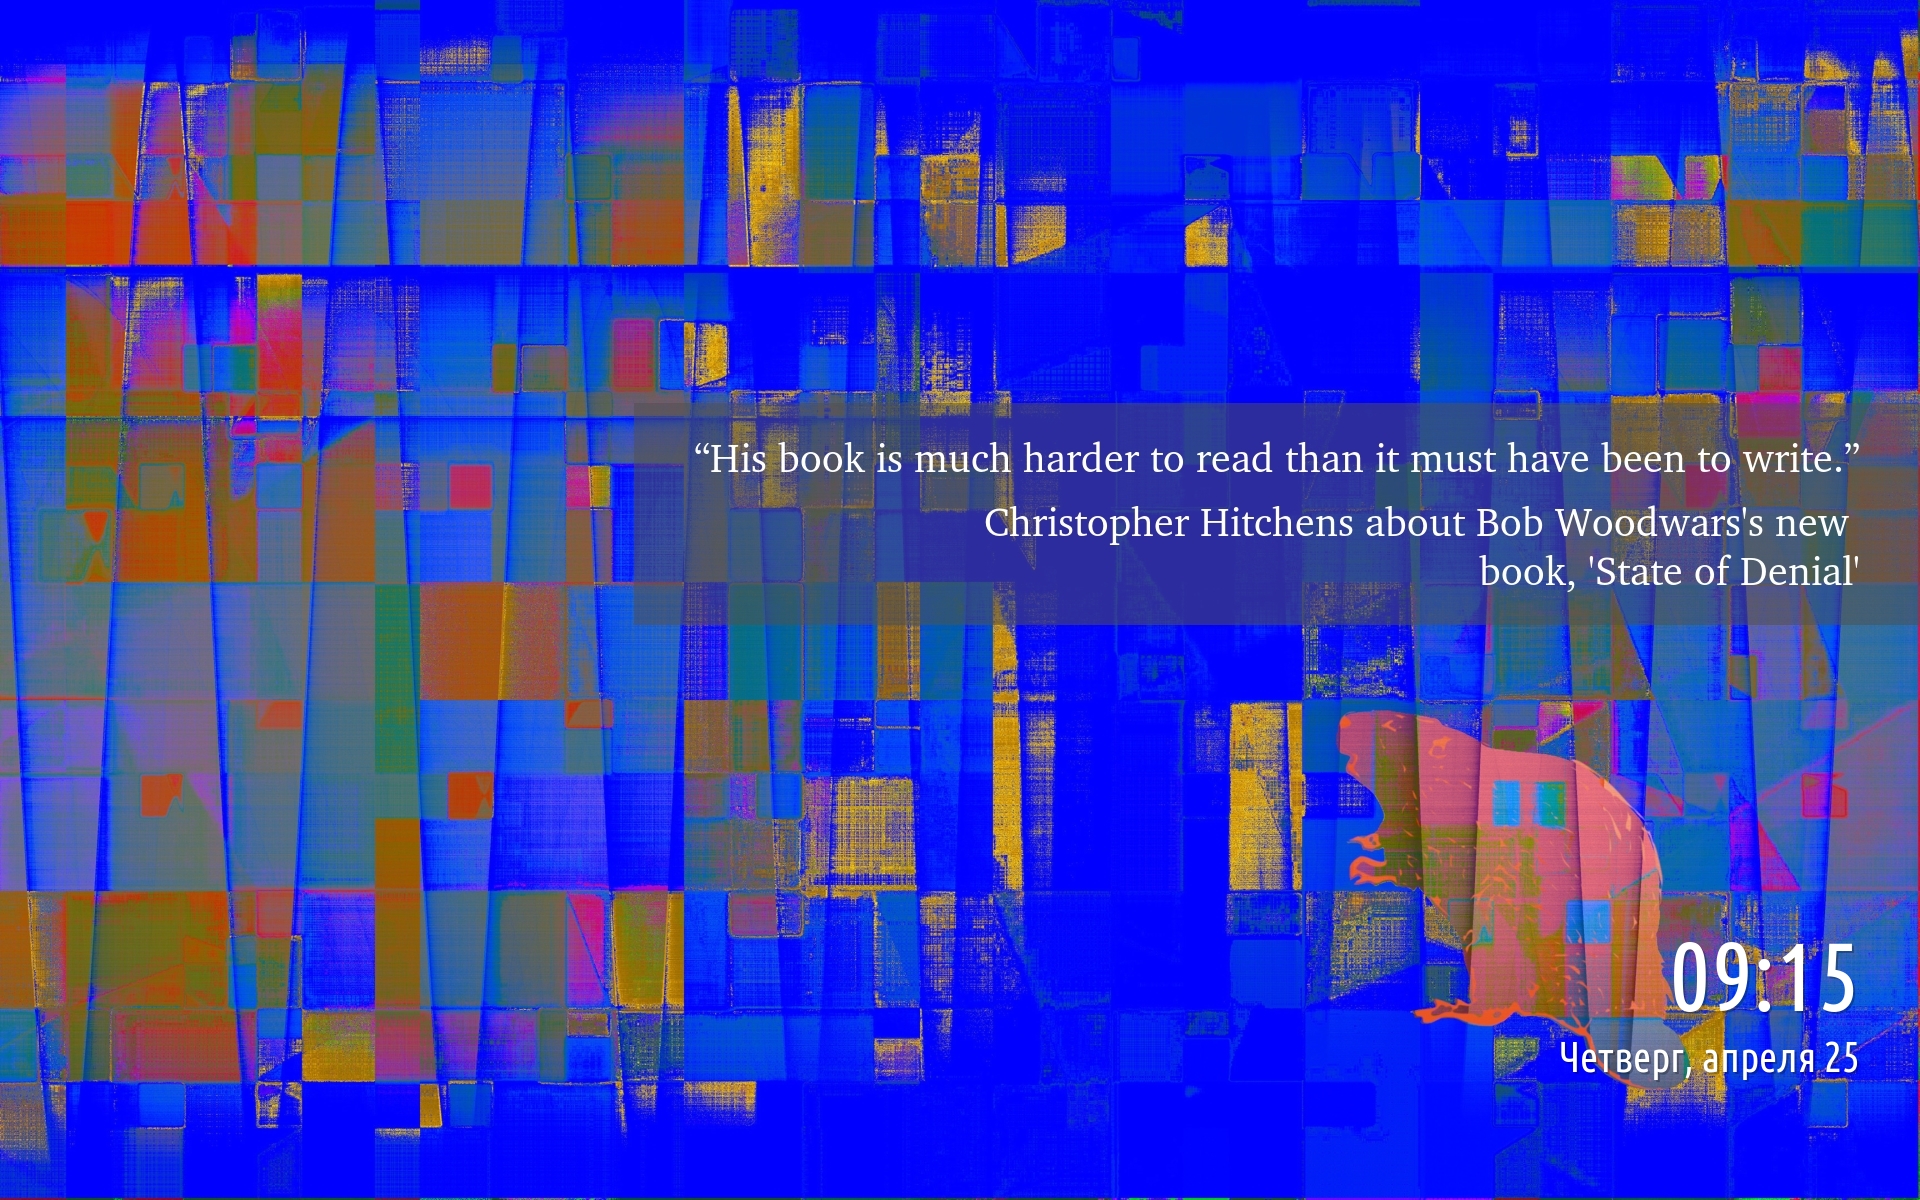 “His book is much harder to read than it must have been to write.”
Christopher Hitchens about Bob Woodwars's new
book, 'State of Denial'
09:15
Четверг, апреля 25